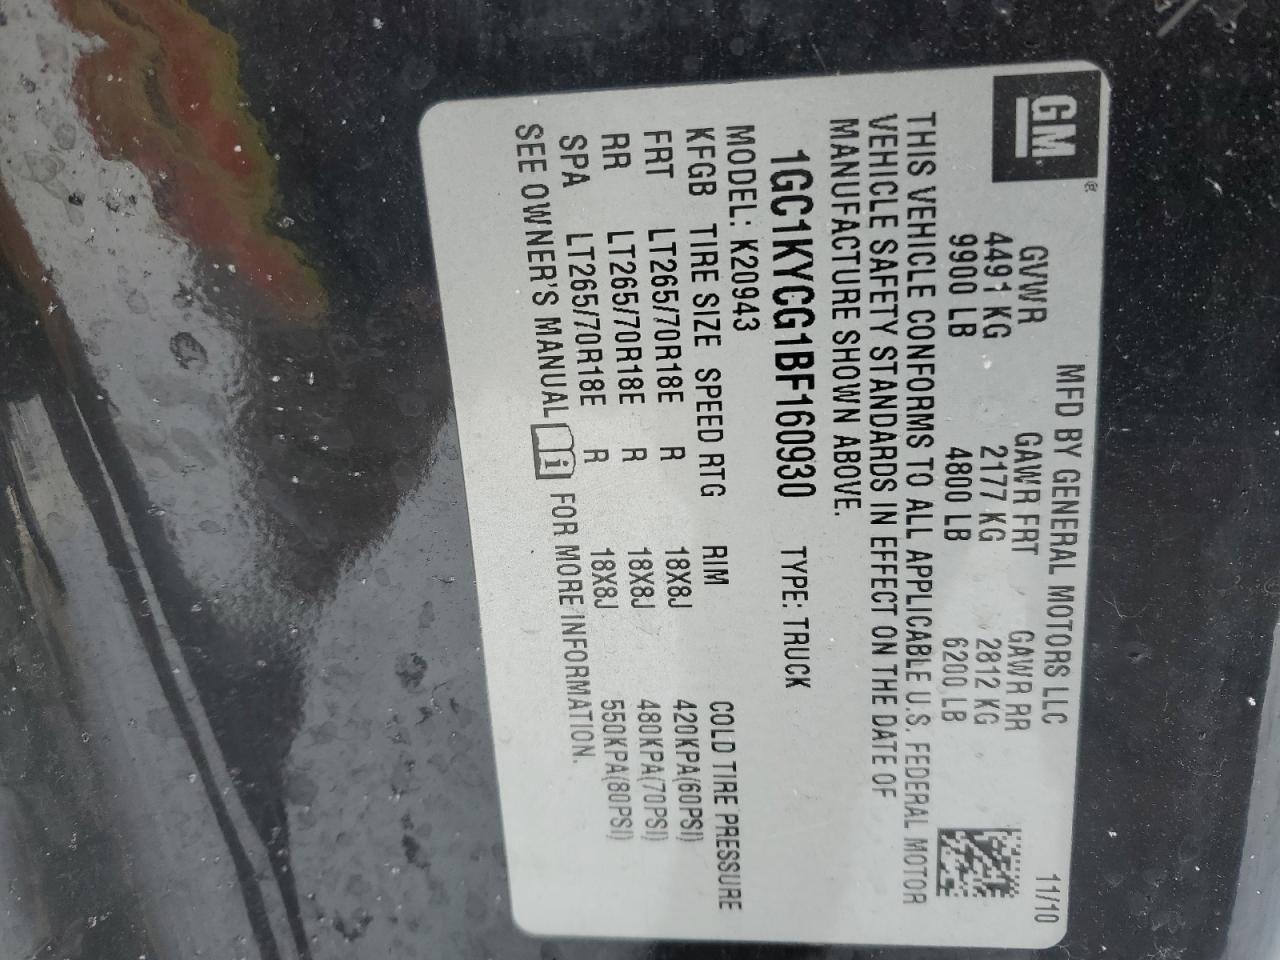 GM
MFD BY GENERAL MOTORS LLC 11/10
GVWR GAWR FRT GAWR RR
4491 KG 2177 KG 2812 KG
9900 LB 4800 LB 6200 LB
THIS VEHICLE CONFORMS TO ALL APPLICABLE U.S. FEDERAL MOTOR
VEHICLE SAFETY STANDARDS IN EFFECT ON THE DATE OF
MANUFACTURE SHOWN ABOVE.
1GC1KYCG1BF160930 TYPE: TRUCK
MODEL: K20943
KFGB TIRE SIZE SPEED RTG RIM COLD TIRE PRESSURE
FRT LT265/70R18E R 18X8J 420KPA(60PSI)
RR LT265/70R18E R 18X8J 480KPA(70PSI)
SPA LT265/70R18E R 18X8J 550KPA(80PSI)
SEE OWNER'S MANUAL i FOR MORE INFORMATION.